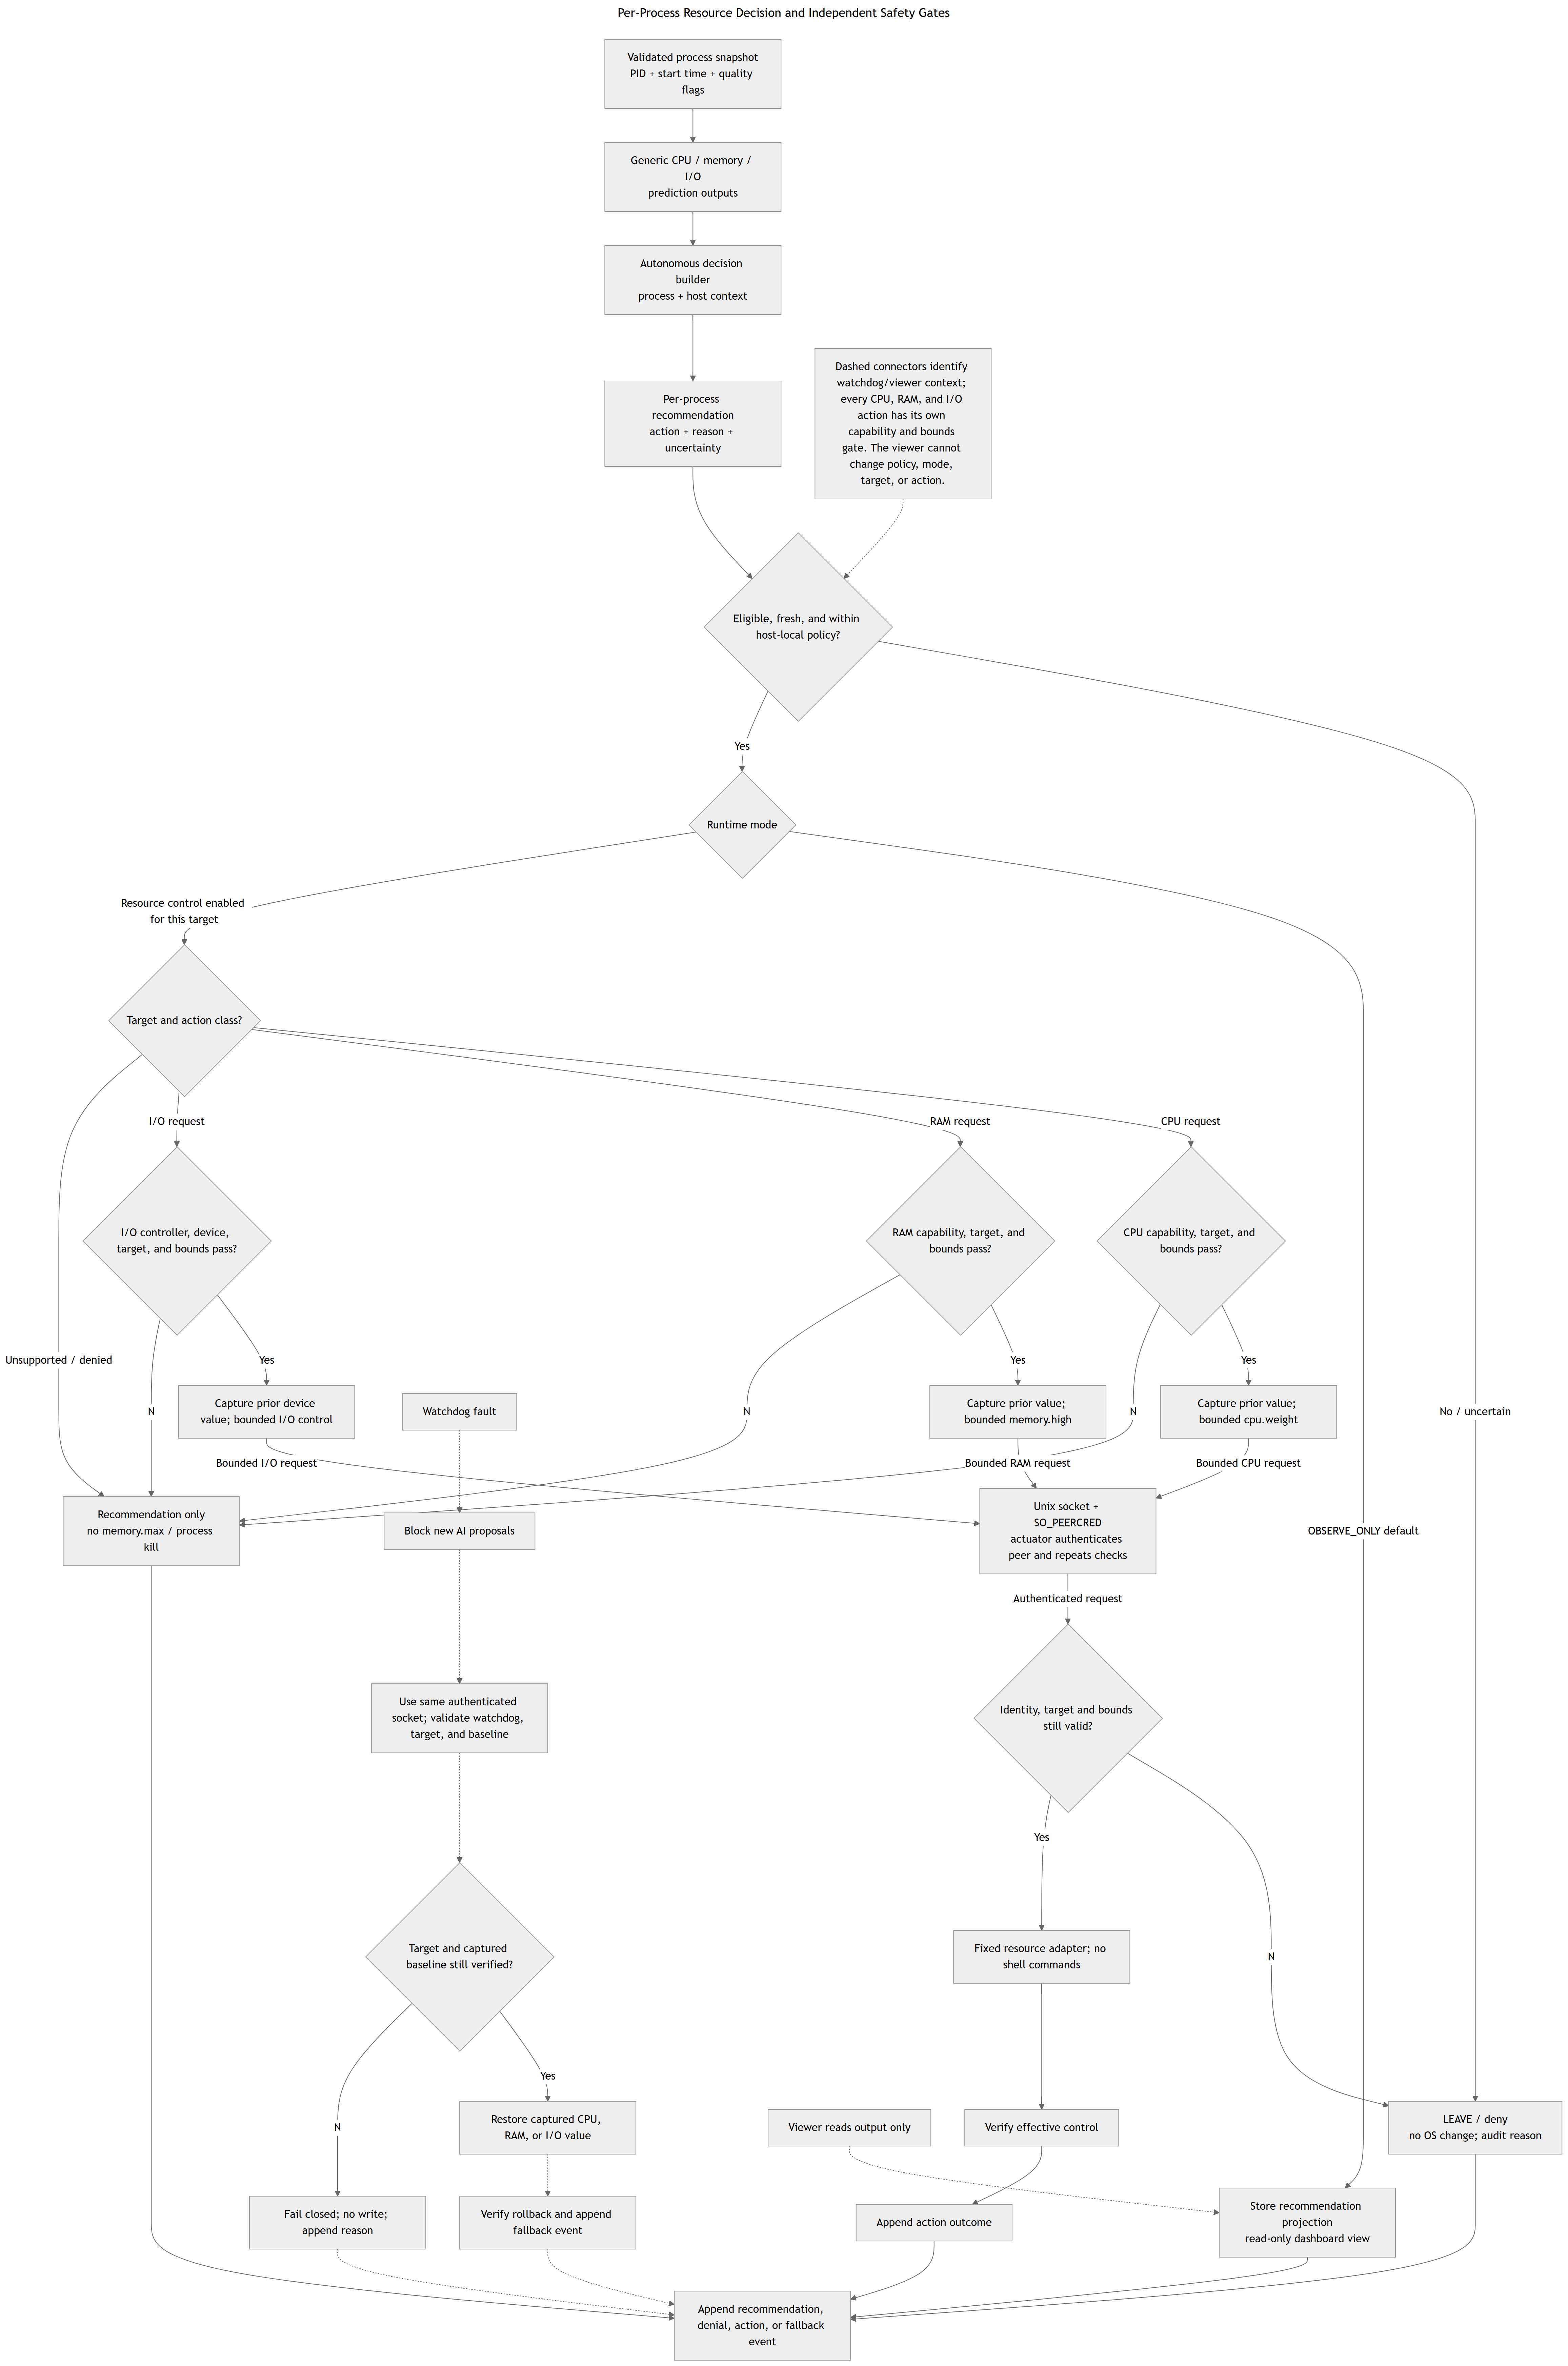 Per-Process Resource Decision and Independent Safety Gates
Validated process snapshot
PID + start time + quality
flags
Generic CPU / memory /
I/O
prediction outputs
Autonomous decision
builder
process + host context
Per-process
recommendation
action + reason +
uncertainty
Dashed connectors identify
watchdog/viewer context;
every CPU, RAM, and I/O
action has its own
capability and bounds
gate. The viewer cannot
change policy, mode,
target, or action.
Eligible, fresh, and within
host-local policy?
Yes
Runtime mode
Resource control enabled
for this target
Target and action class?
I/O request
RAM request
CPU request
I/O controller, device,
target, and bounds pass?
RAM capability, target, and
bounds pass?
CPU capability, target, and
bounds pass?
Unsupported / denied
Yes
Yes
Yes
N
N
N
No / uncertain
Capture prior device
value; bounded I/O control
Watchdog fault
Capture prior value;
bounded memory.high
Capture prior value;
bounded cpu.weight
Bounded I/O request
Bounded RAM request
Bounded CPU request
Recommendation only
no memory.max / process
kill
Block new AI proposals
Unix socket +
SO_PEERCRED
actuator authenticates
peer and repeats checks
OBSERVE_ONLY default
Authenticated request
Use same authenticated
socket; validate watchdog,
target, and baseline
Identity, target and bounds
still valid?
Yes
Target and captured
baseline still verified?
Fixed resource adapter; no
shell commands
N
Yes
N
Restore captured CPU,
RAM, or I/O value
Viewer reads output only
Verify effective control
LEAVE / deny
no OS change; audit reason
Fail closed; no write;
append reason
Verify rollback and append
fallback event
Append action outcome
Store recommendation
projection
read-only dashboard view
Append recommendation,
denial, action, or fallback
event